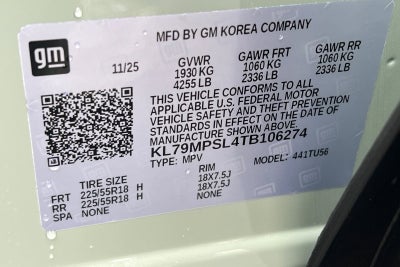 MFD BY GM KOREA COMPANY
gm
11/25
GVWR GAWR FRT GAWR RR
1930 KG 1060 KG 1060 KG
4255 LB 2336 LB 2336 LB
THIS VEHICLE CONFORMS TO ALL
APPLICABLE U.S. FEDERAL MOTOR
VEHICLE SAFETY AND THEFT PREVENTION
STANDARDS IN EFFECT ON THE DATE OF
MANUFACTURE SHOWN ABOVE
KL79MPSL4TB106274
TYPE: MPV MODEL: 441TU56
TIRE SIZE RIM
FRT 225/55R18 H 18X7.5J
RR 225/55R18 H 18X7.5J
SPA NONE NONE